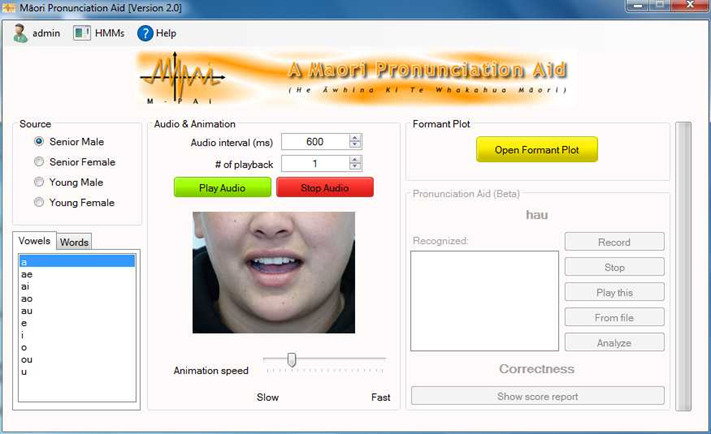 Māori Pronunciation Aid [Version 2.0]
admin HMMs Help
M - P A i
A Maori Pronunciation Aid
(He Āwhina Ki Te Whakahua Māori)
Source
Senior Male
Senior Female
Young Male
Young Female
Vowels Words
a
ae
ai
ao
au
e
i
o
ou
u
Audio & Animation
Audio interval (ms) 600
# of playback 1
Play Audio Stop Audio
Animation speed
Slow Fast
Formant Plot
Open Formant Plot
Pronunciation Aid (Beta)
hau
Recognized:
Record
Stop
Play this
From file
Analyze
Correctness
Show score report